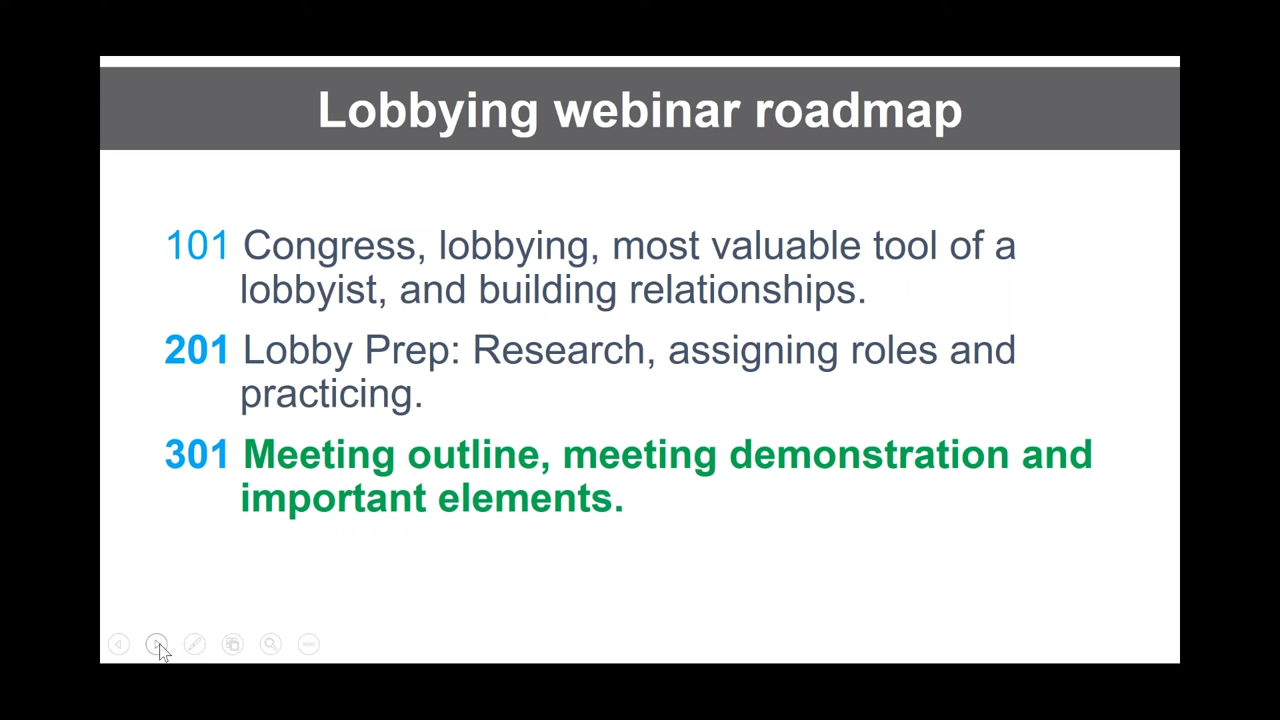 Lobbying webinar roadmap
101 Congress, lobbying, most valuable tool of a
lobbyist, and building relationships.
201 Lobby Prep: Research, assigning roles and
practicing.
301 Meeting outline, meeting demonstration and
important elements.